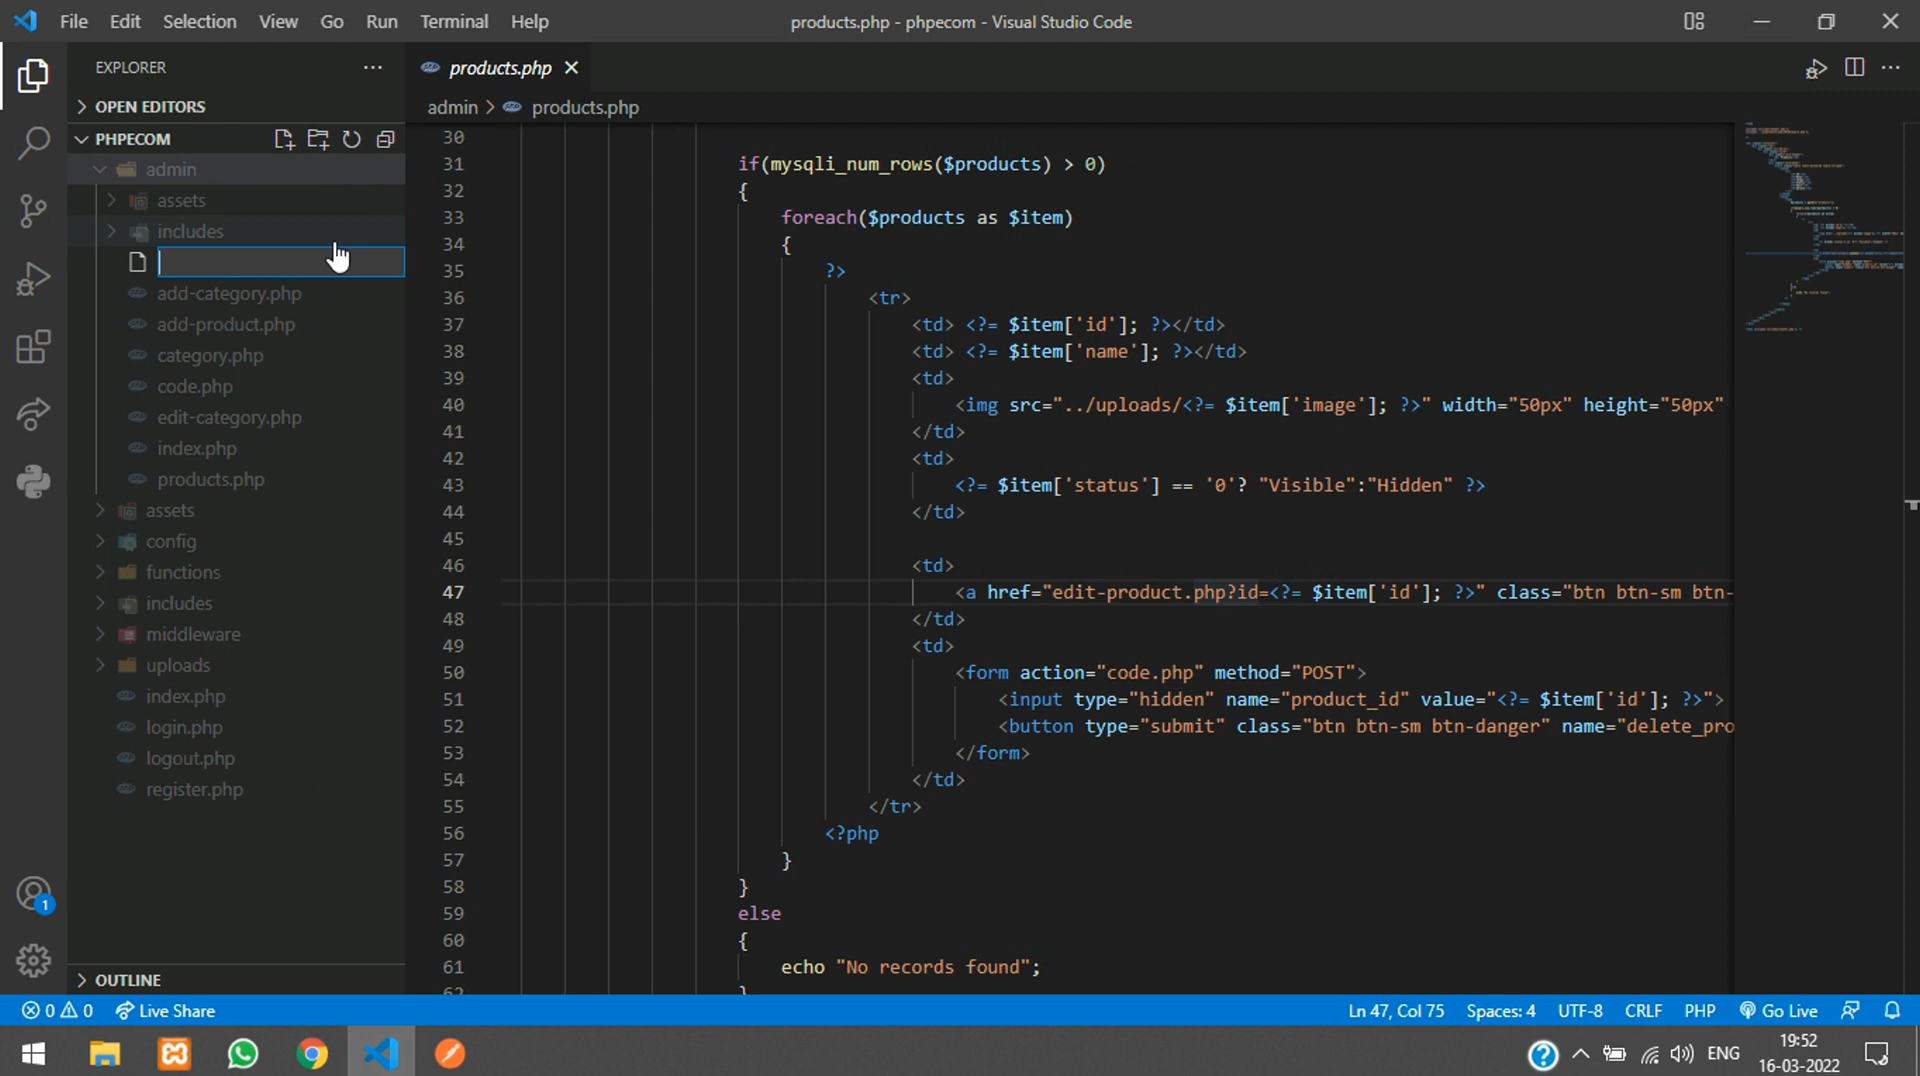 File Edit Selection View Go Run Terminal Help
products.php - phpecom - Visual Studio Code
EXPLORER
OPEN EDITORS
PHPECOM
admin
assets
includes
add-category.php
add-product.php
category.php
code.php
edit-category.php
index.php
products.php
assets
config
functions
includes
middleware
uploads
index.php
login.php
logout.php
register.php
OUTLINE
products.php
admin > products.php
30
31 if(mysqli_num_rows($products) > 0)
32 {
33 foreach($products as $item)
34 {
35 ?>
36 <tr>
37 <td> <?= $item['id']; ?></td>
38 <td> <?= $item['name']; ?></td>
39 <td>
40 <img src="../uploads/<?= $item['image']; ?>" width="50px" height="50px"
41 </td>
42 <td>
43 <?= $item['status'] == '0'? "Visible":"Hidden" ?>
44 </td>
45
46 <td>
47 <a href="edit-product.php?id=<?= $item['id']; ?>" class="btn btn-sm btn-
48 </td>
49 <td>
50 <form action="code.php" method="POST">
51 <input type="hidden" name="product_id" value="<?= $item['id']; ?>">
52 <button type="submit" class="btn btn-sm btn-danger" name="delete_pro
53 </form>
54 </td>
55 </tr>
56 <?php
57 }
58 }
59 else
60 {
61 echo "No records found";
62 }
0 0 Live Share
Ln 47, Col 75 Spaces: 4 UTF-8 CRLF PHP Go Live
1
ENG
19:52
16-03-2022